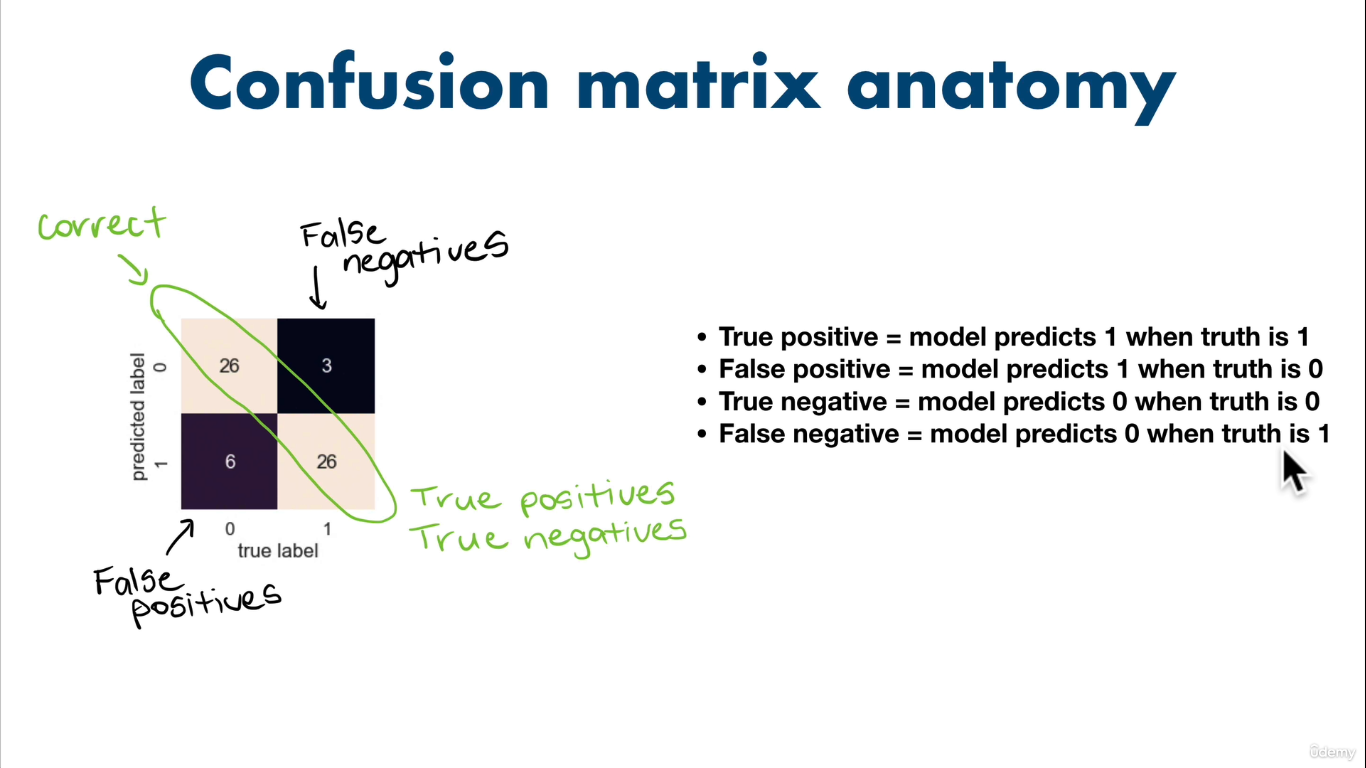 Confusion matrix anatomy
correct
False
negatives
predicted label
0
1
26
3
6
26
0
1
true label
False
positives
True positives
True negatives
• True positive = model predicts 1 when truth is 1
• False positive = model predicts 1 when truth is 0
• True negative = model predicts 0 when truth is 0
• False negative = model predicts 0 when truth is 1
ûdemy